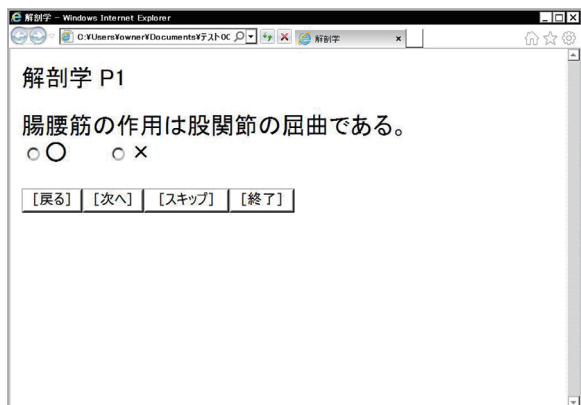 解剖学 - Windows Internet Explorer
C:¥Users¥owner¥Documents¥テストOC
解剖学 ×
解剖学 P1
腸腰筋の作用は股関節の屈曲である。
○ ×
[戻る] [次へ] [スキップ] [終了]